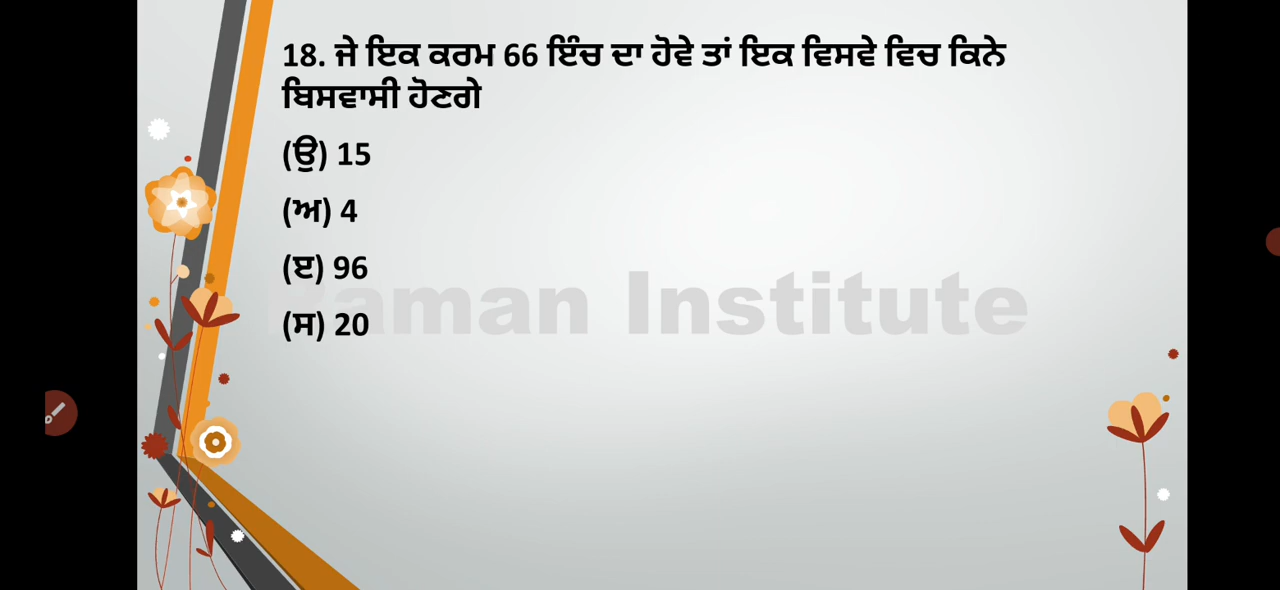 18. ਜੇ ਇਕ ਕਰਮ 66 ਇੰਚ ਦਾ ਹੋਵੇ ਤਾਂ ਇਕ ਵਿਸਵੇ ਵਿਚ ਕਿਨੇ
ਬਿਸਵਾਸੀ ਹੋਣਗੇ
(ਉ) 15
(ਅ) 4
(ੲ) 96
(ਸ) 20
Raman Institute